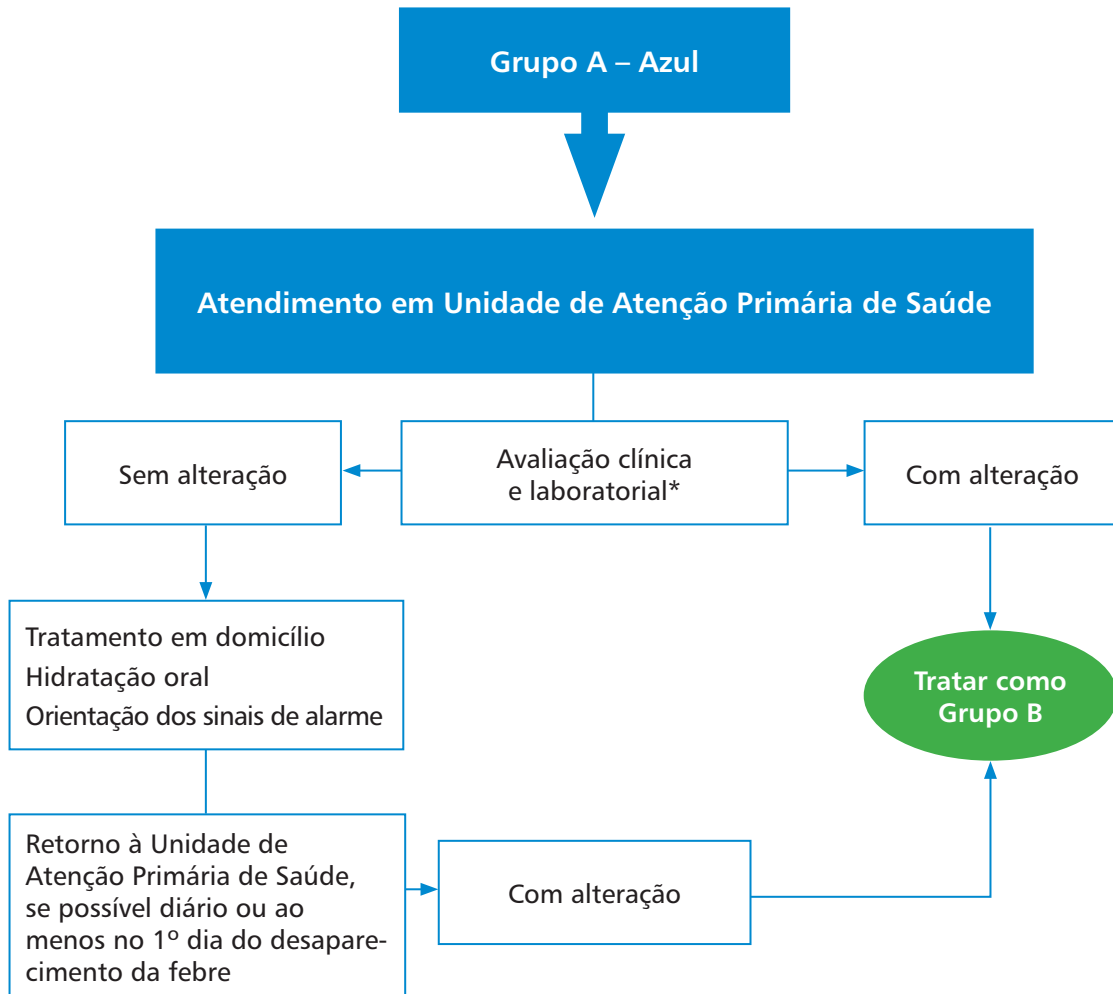 Grupo A – Azul
Atendimento em Unidade de Atenção Primária de Saúde
Sem alteração
Avaliação clínica
e laboratorial*
Com alteração
Tratamento em domicílio
Hidratação oral
Orientação dos sinais de alarme
Tratar como
Grupo B
Retorno à Unidade de
Atenção Primária de Saúde,
se possível diário ou ao
menos no 1º dia do desapare-
cimento da febre
Com alteração